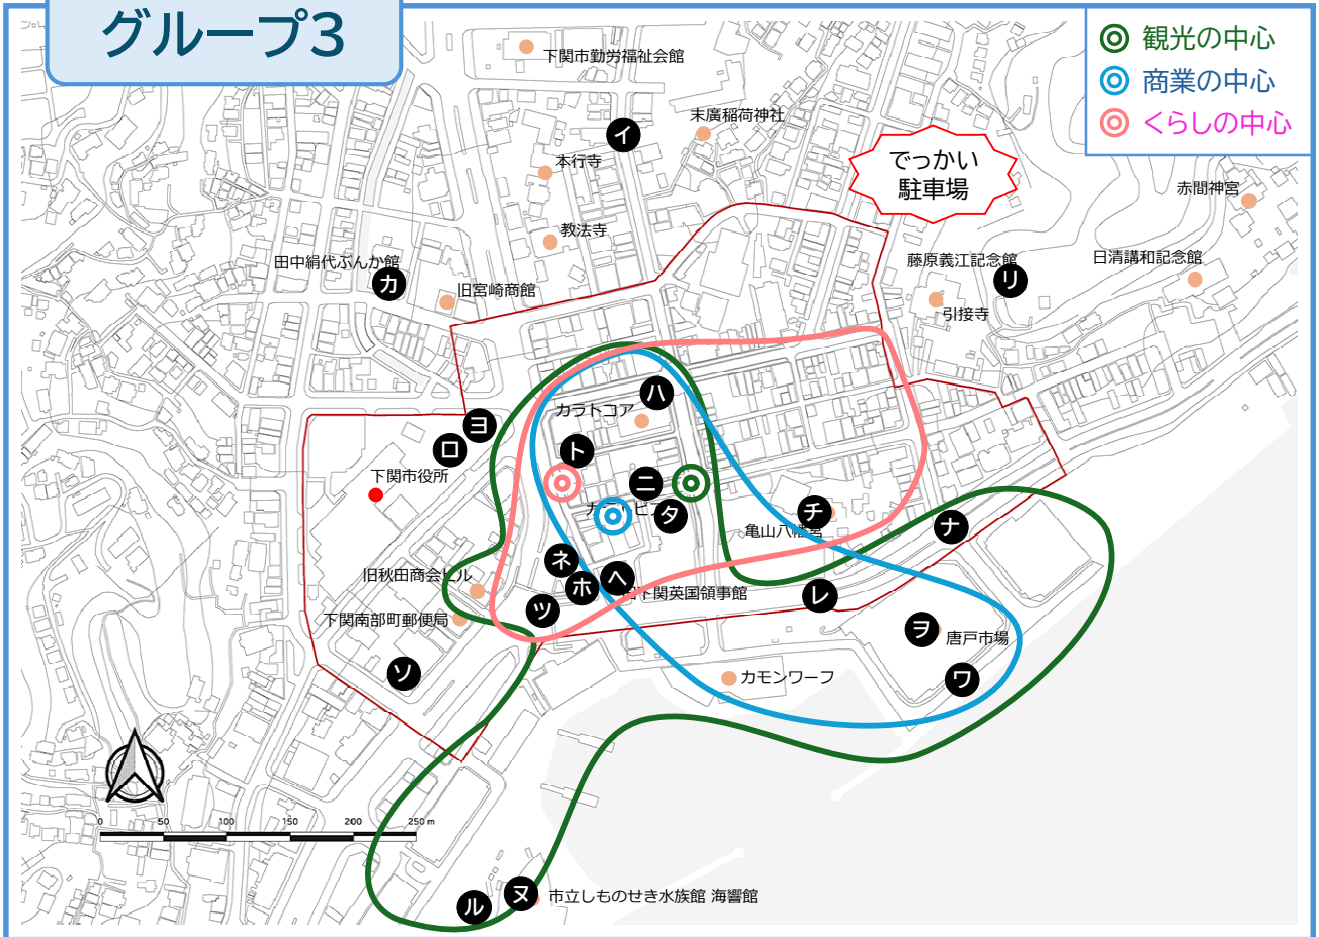 グループ3
観光の中心
商業の中心
くらしの中心
下関市勤労福祉会館
末廣稲荷神社
イ
でっかい
駐車場
本行寺
赤間神宮
教法寺
田中絹代ぶんか館
カ
旧宮崎商館
藤原義江記念館
リ
日清講和記念館
引接寺
ハ
カラトコア
ヨ
ロ
ト
下関市役所
ニ
タ
チ
亀山八幡宮
ナ
ネ
旧秋田商会ビル
ホ
ヘ
下関英国領事館
レ
ツ
下関南部町郵便局
ヲ
唐戸市場
ソ
カモンワーフ
ワ
0 50 100 150 200 250 m
ヌ
市立しものせき水族館 海響館
ル